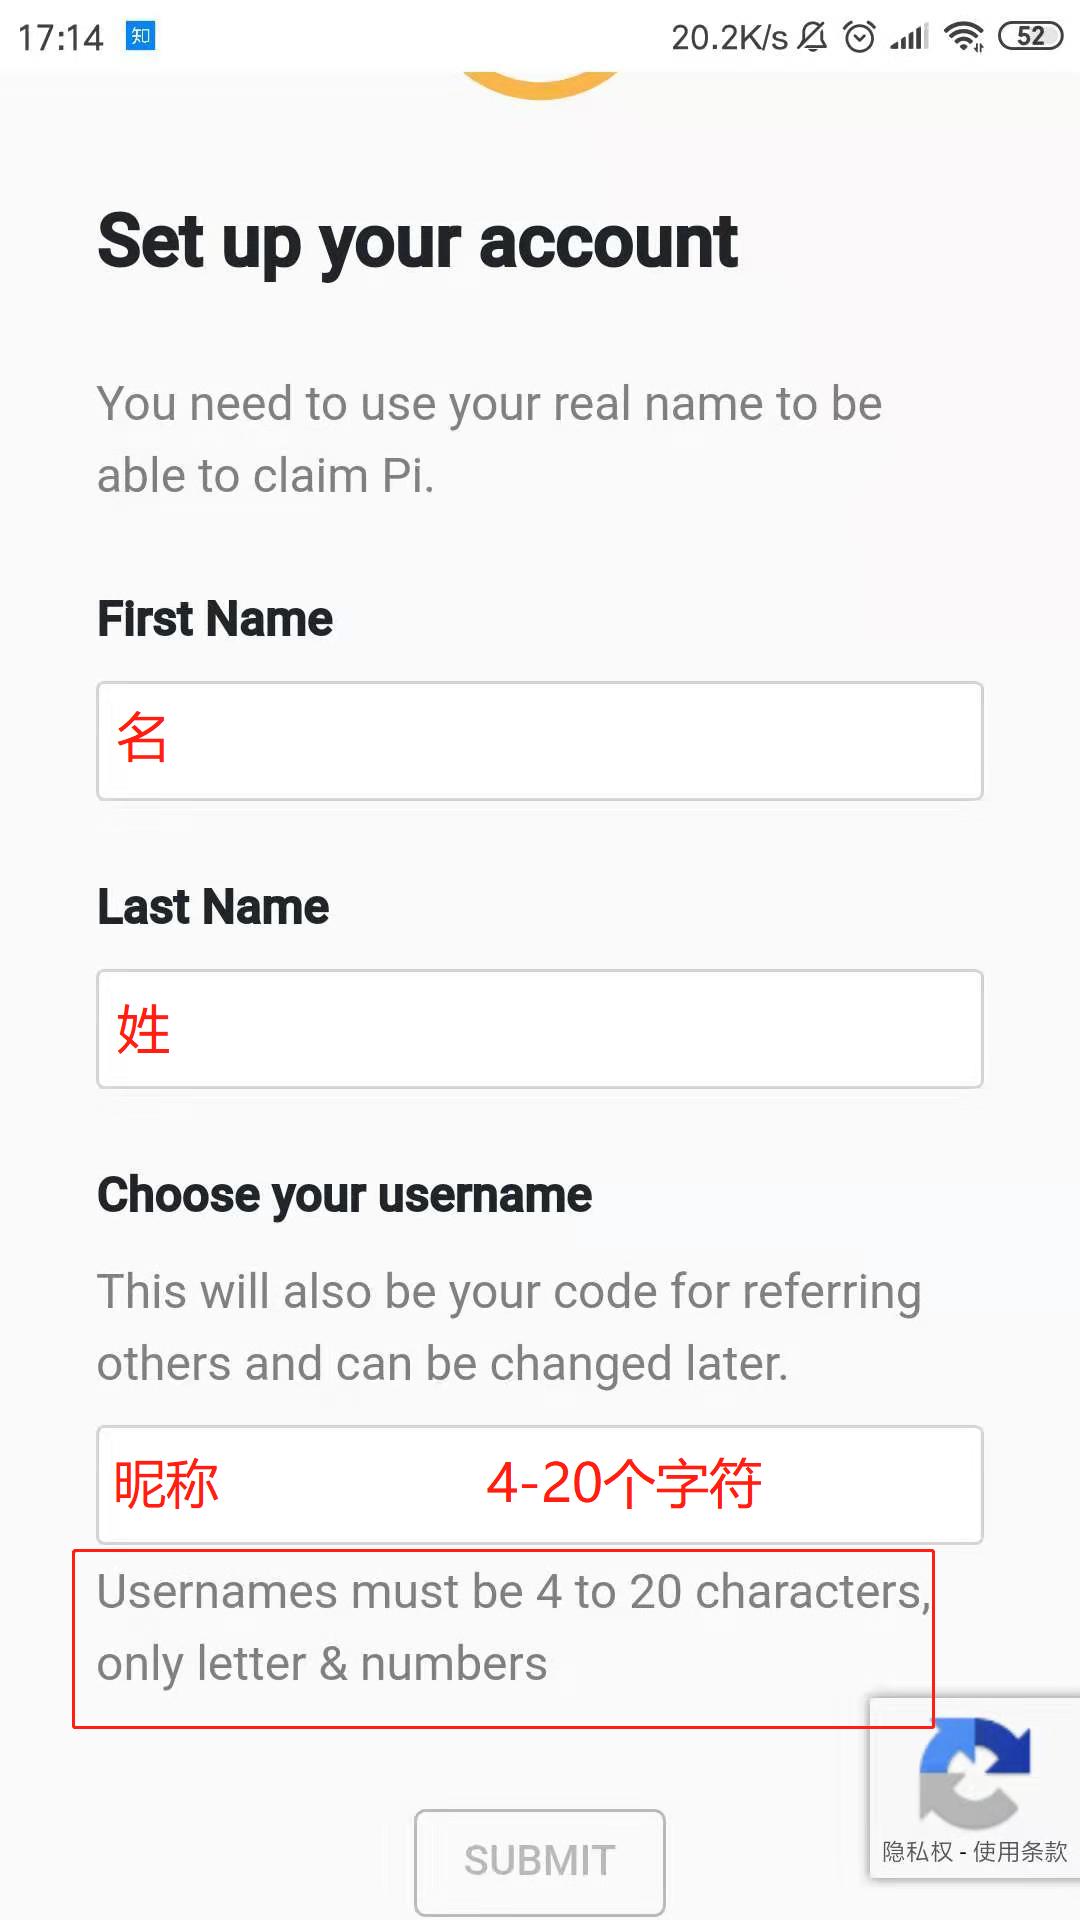 17:14 知 20.2K/s 52
Set up your account
You need to use your real name to be
able to claim Pi.
First Name
名
Last Name
姓
Choose your username
This will also be your code for referring
others and can be changed later.
昵称 4-20个字符
Usernames must be 4 to 20 characters,
only letter & numbers
隐私权 - 使用条款
SUBMIT